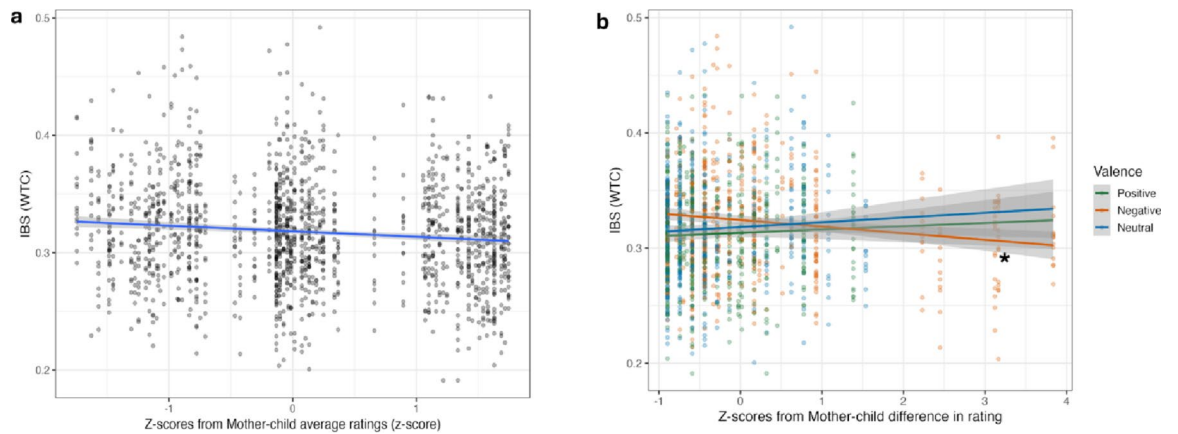 a
0.5
0.4
0.3
0.2
IBS (WTC)
-1
0
1
Z-scores from Mother-child average ratings (z-score)
b
0.5
0.4
0.3
0.2
IBS (WTC)
-1
0
1
2
3
4
Z-scores from Mother-child difference in rating
*
Valence
Positive
Negative
Neutral